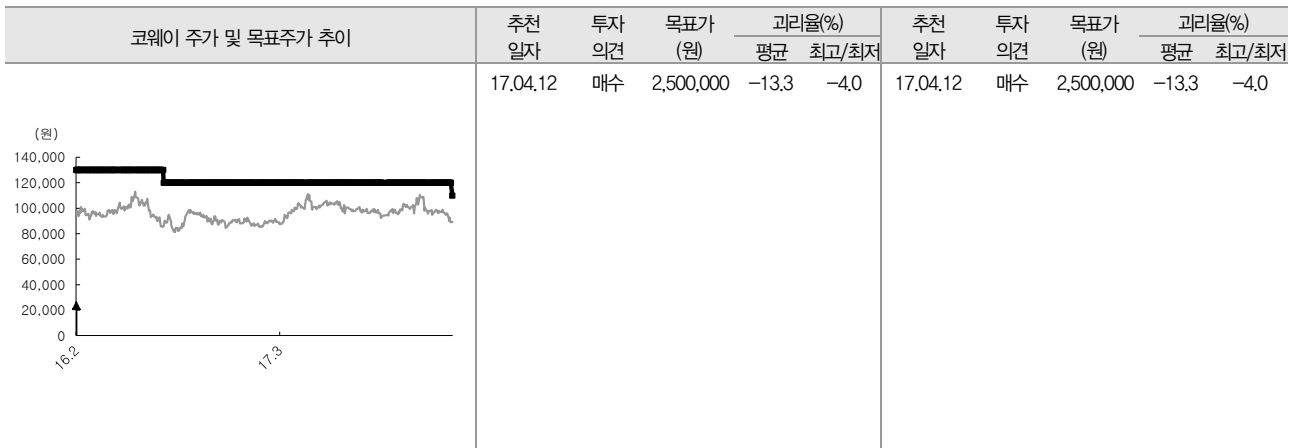 코웨이 주가 및 목표주가 추이
추천 투자 목표가 괴리율(%) 추천 투자 목표가 괴리율(%)
일자 의견 (원) 평균 최고/최저 일자 의견 (원) 평균 최고/최저
17.04.12 매수 2,500,000 -13.3 -4.0 17.04.12 매수 2,500,000 -13.3 -4.0
(원)
140,000
120,000
100,000
80,000
60,000
40,000
20,000
0
16.2 17.3